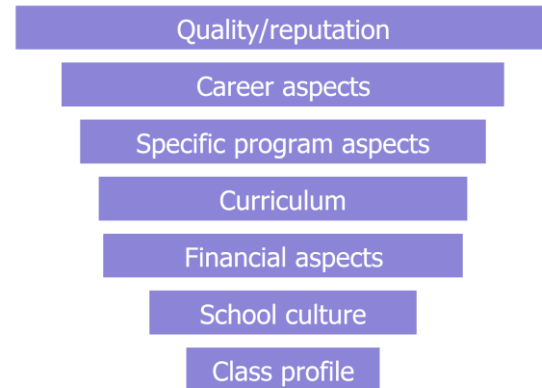 Quality/reputation
Career aspects
Specific program aspects
Curriculum
Financial aspects
School culture
Class profile